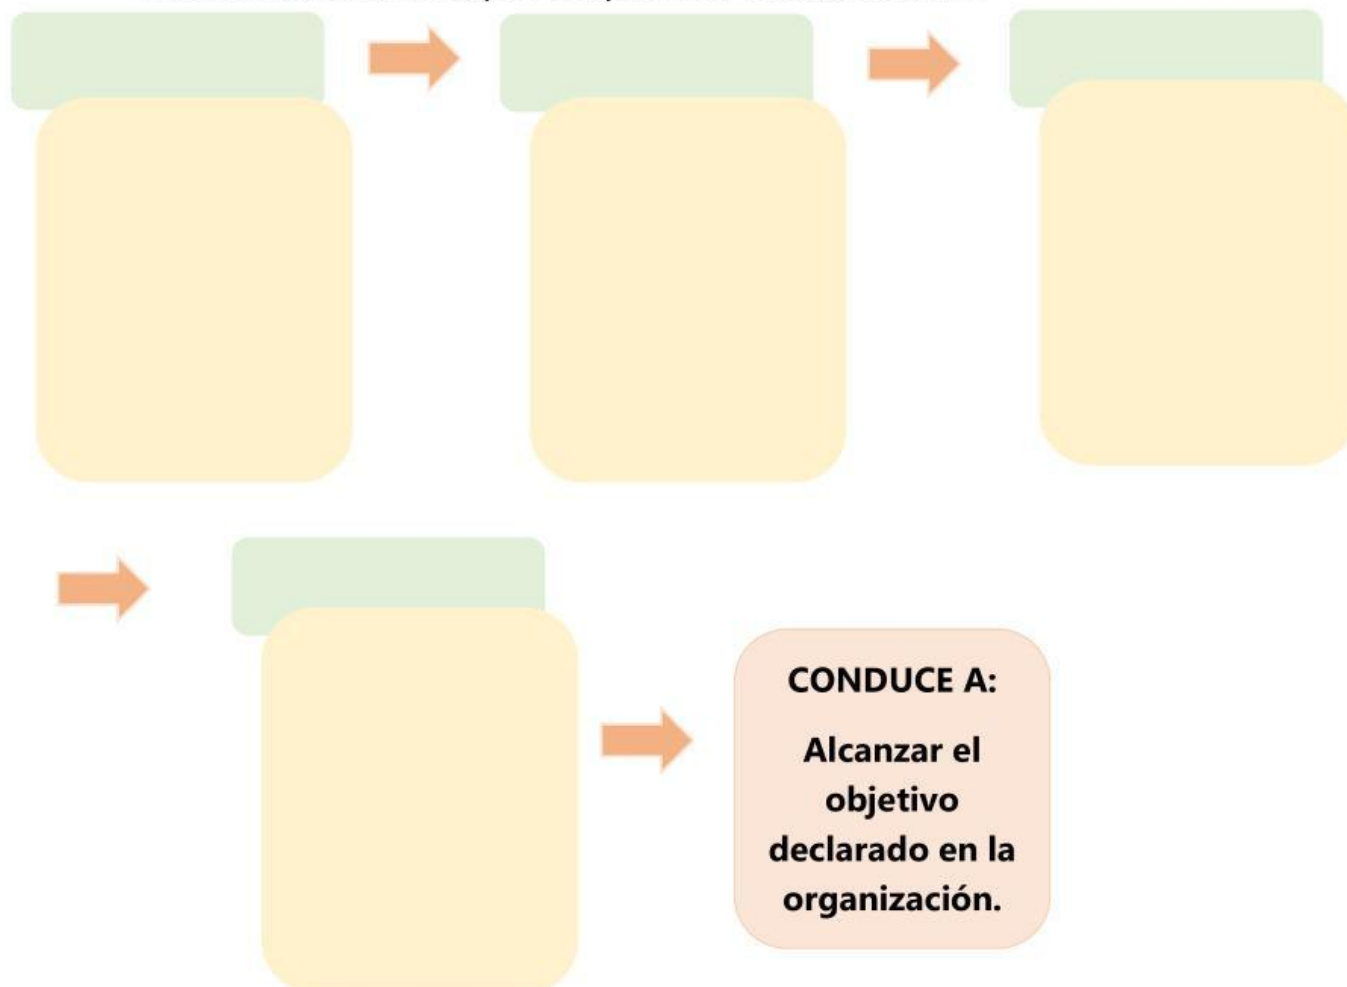 CONDUCE A:
Alcanzar el
objetivo
declarado en la
organización.